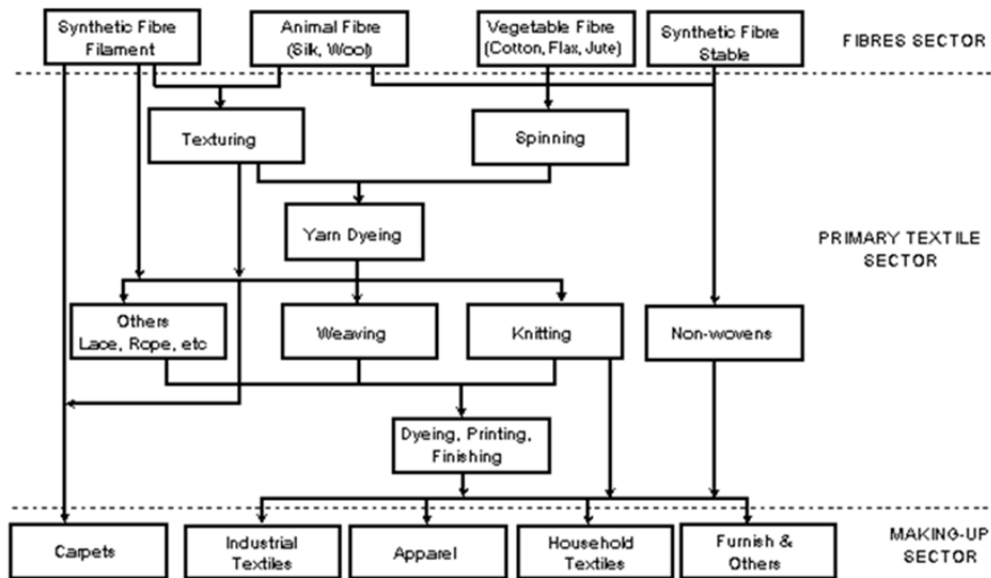 Synthetic Fibre
Filament
Animal Fibre
(Silk, Wool)
Vegetable Fibre
(Cotton, Flax, Jute)
Synthetic Fibre
Stable
FIBRES SECTOR
Texturing
Spinning
Yarn Dyeing
PRIMARY TEXTILE
SECTOR
Others
Lace, Rope, etc
Weaving
Knitting
Non-wovens
Dyeing, Printing,
Finishing
Carpets
Industrial
Textiles
Apparel
Household
Textiles
Furnish &
Others
MAKING-UP
SECTOR